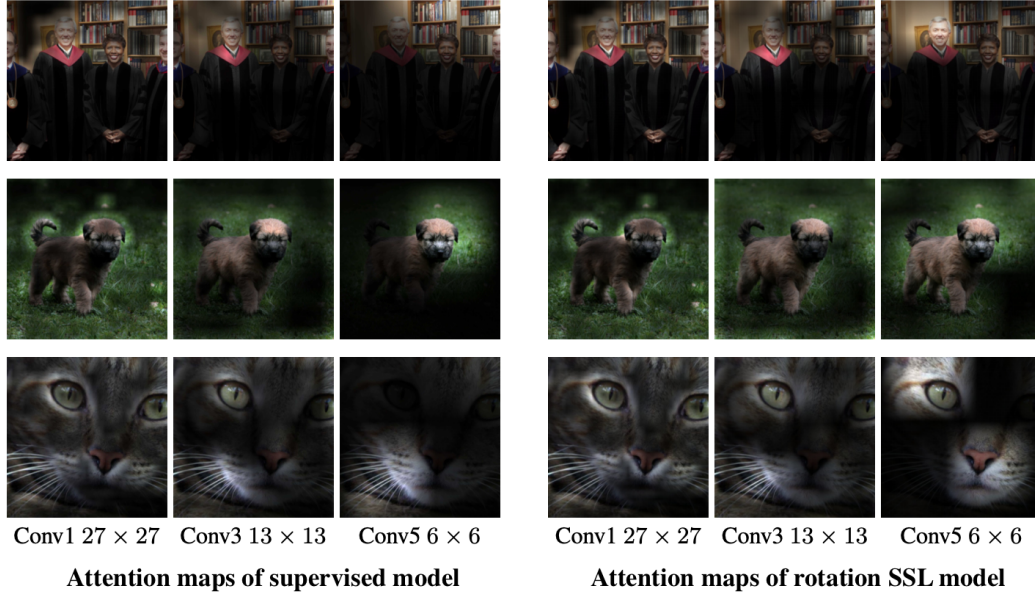 Conv1 27 × 27 Conv3 13 × 13 Conv5 6 × 6 Conv1 27 × 27 Conv3 13 × 13 Conv5 6 × 6
Attention maps of supervised model Attention maps of rotation SSL model